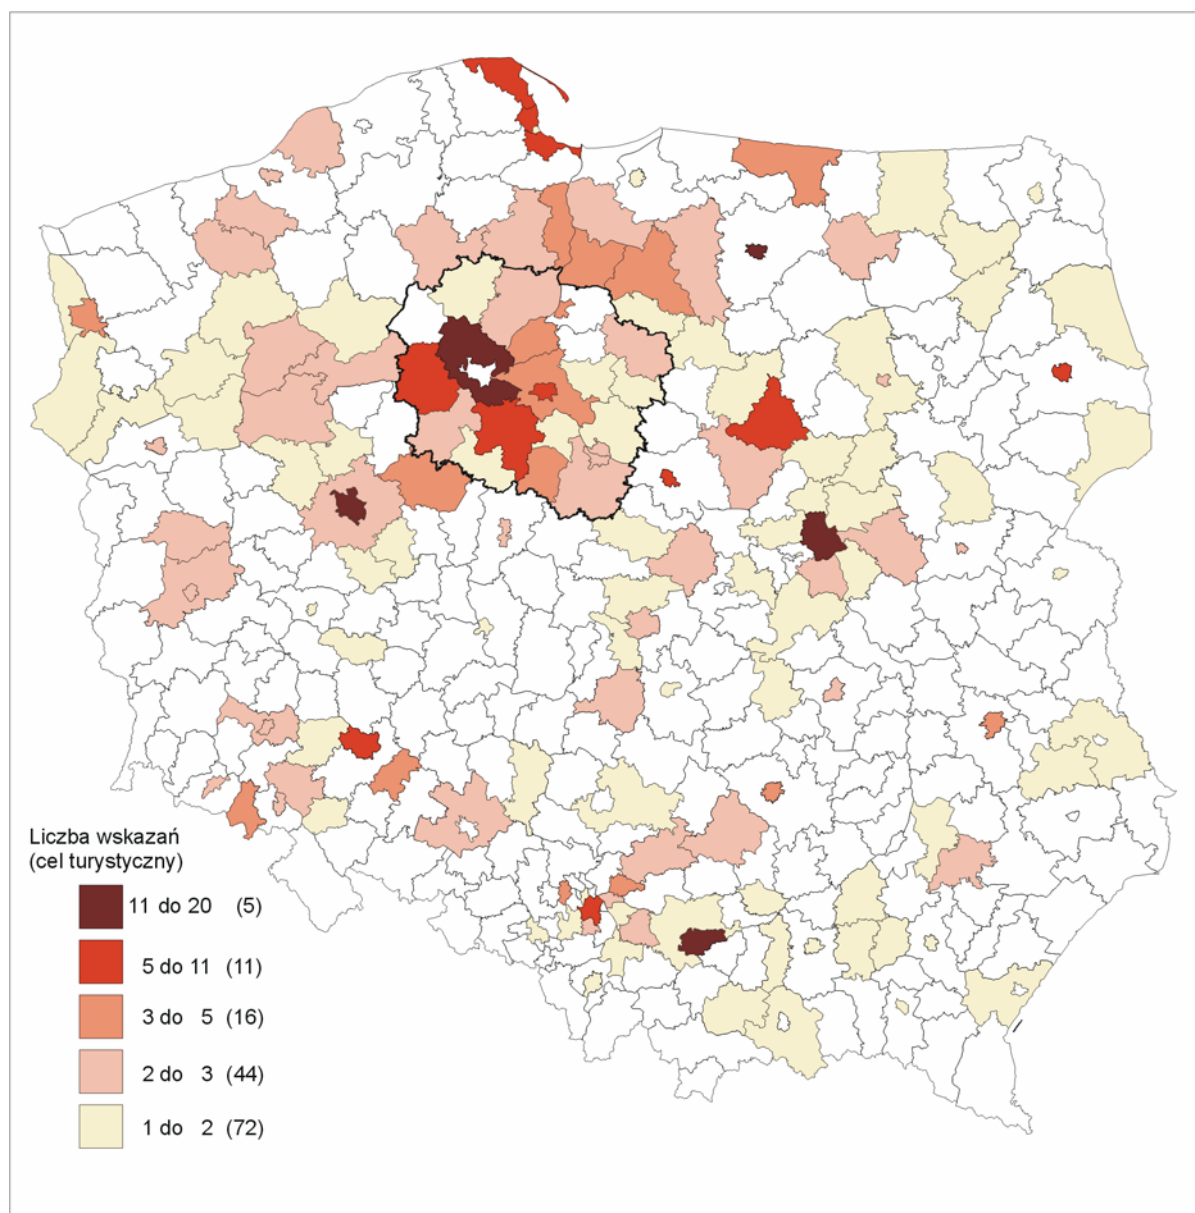 Liczba wskazań
(cel turystyczny)
11 do 20 (5)
5 do 11 (11)
3 do 5 (16)
2 do 3 (44)
1 do 2 (72)